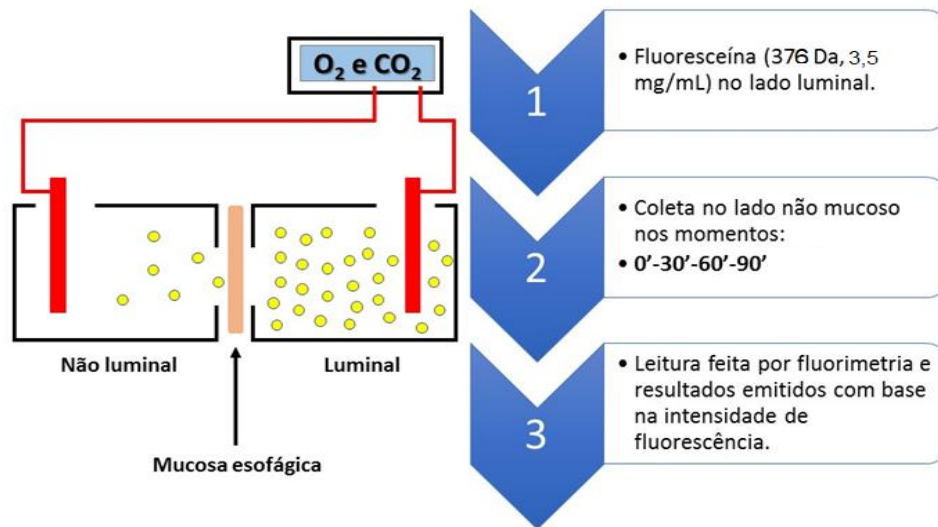 O₂ e CO₂
Não luminal
Luminal
Mucosa esofágica
1
• Fluoresceína (376 Da, 3,5
mg/mL) no lado luminal.
2
• Coleta no lado não mucoso
nos momentos:
• 0’-30’-60’-90’
3
• Leitura feita por fluorimetria e
resultados emitidos com base
na intensidade de
fluorescência.